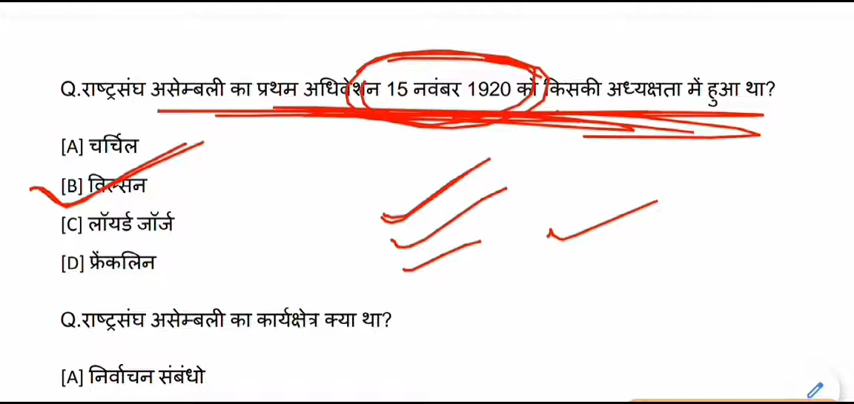 Q.राष्ट्रसंघ असेम्बली का प्रथम अधिवेशन 15 नवंबर 1920 को किसकी अध्यक्षता में हुआ था?
[A] चर्चिल
[B] विल्सन
[C] लॉयर्ड जॉर्ज
[D] फ्रेंकलिन
Q.राष्ट्रसंघ असेम्बली का कार्यक्षेत्र क्या था?
[A] निर्वाचन संबंधो